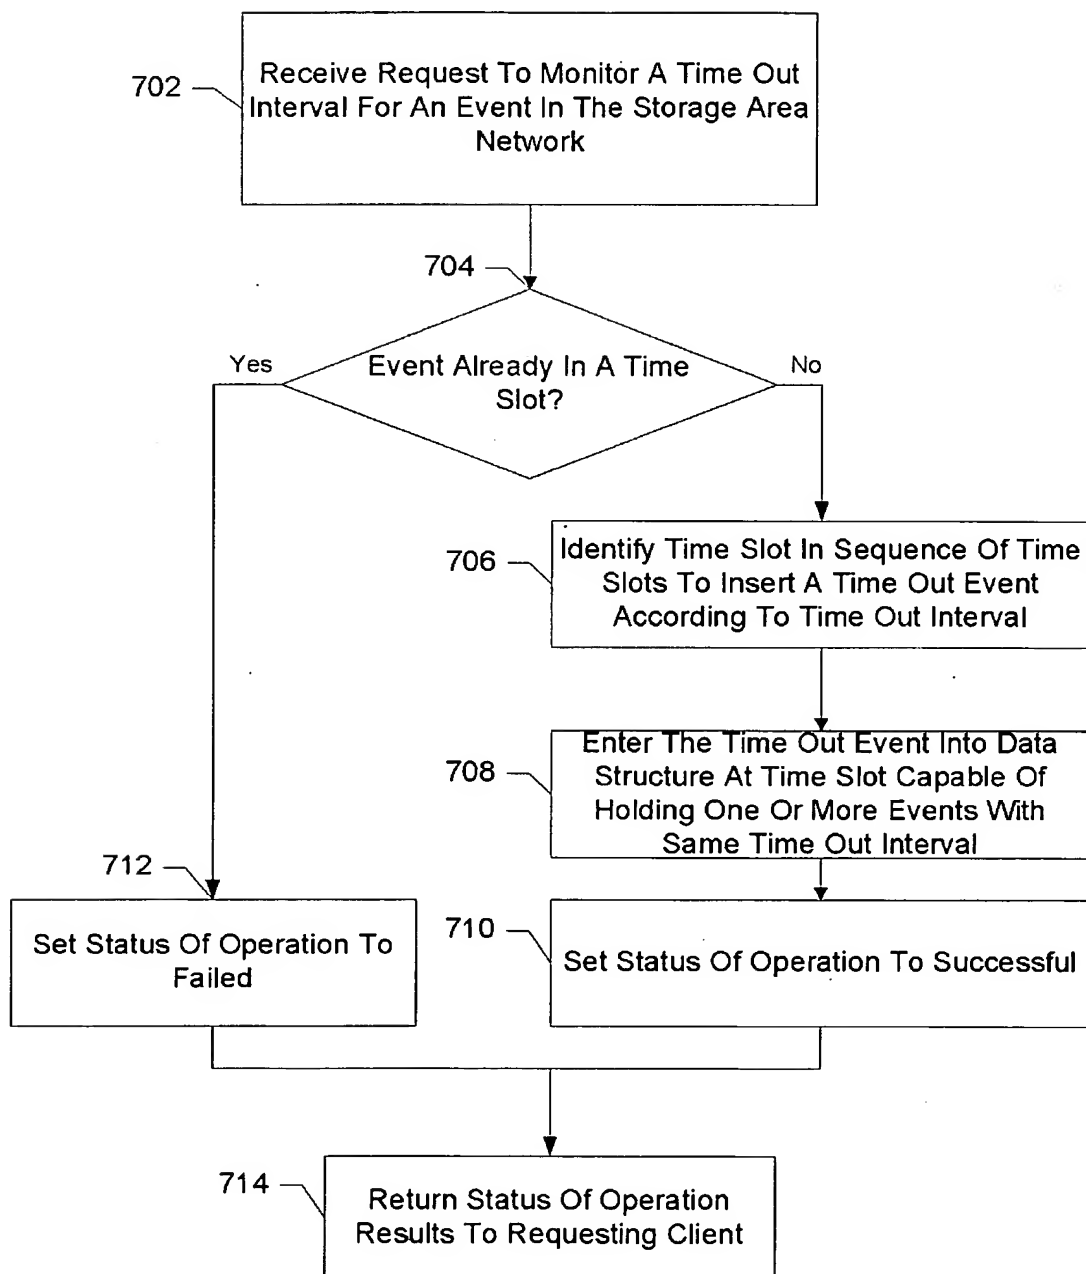 702
Receive Request To Monitor A Time Out
Interval For An Event In The Storage Area
Network
704
Yes
Event Already In A Time
Slot?
No
706
Identify Time Slot In Sequence Of Time
Slots To Insert A Time Out Event
According To Time Out Interval
708
Enter The Time Out Event Into Data
Structure At Time Slot Capable Of
Holding One Or More Events With
Same Time Out Interval
712
Set Status Of Operation To
Failed
710
Set Status Of Operation To Successful
714
Return Status Of Operation
Results To Requesting Client